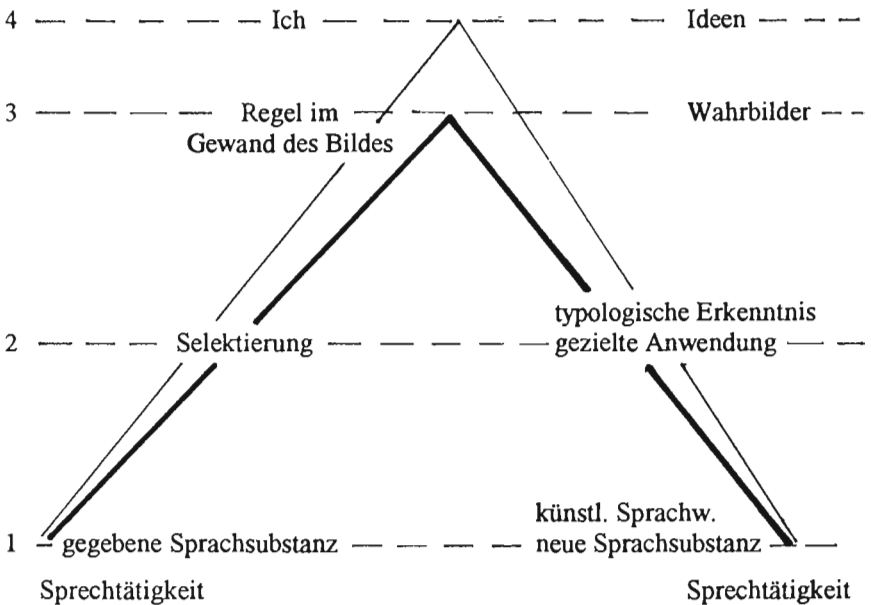 4 Ich Ideen
3 Regel im Wahrbilder
Gewand des Bildes
typologische Erkenntnis
2 Selektierung gezielte Anwendung
künstl. Sprachw.
1 gegebene Sprachsubstanz neue Sprachsubstanz
Sprechtätigkeit Sprechtätigkeit